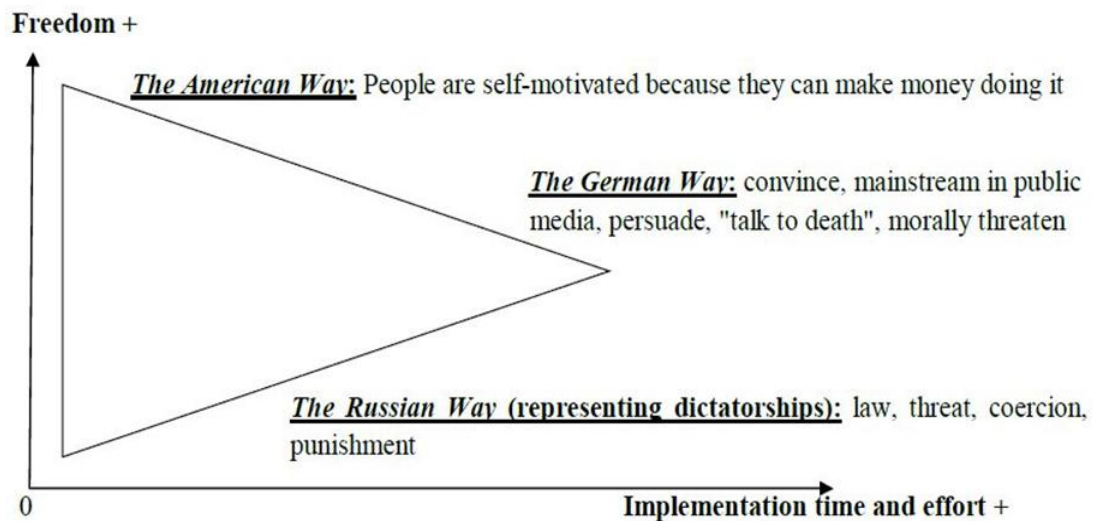 Freedom +
The American Way: People are self-motivated because they can make money doing it
The German Way: convince, mainstream in public
media, persuade, "talk to death", morally threaten
The Russian Way (representing dictatorships): law, threat, coercion,
punishment
0
Implementation time and effort +